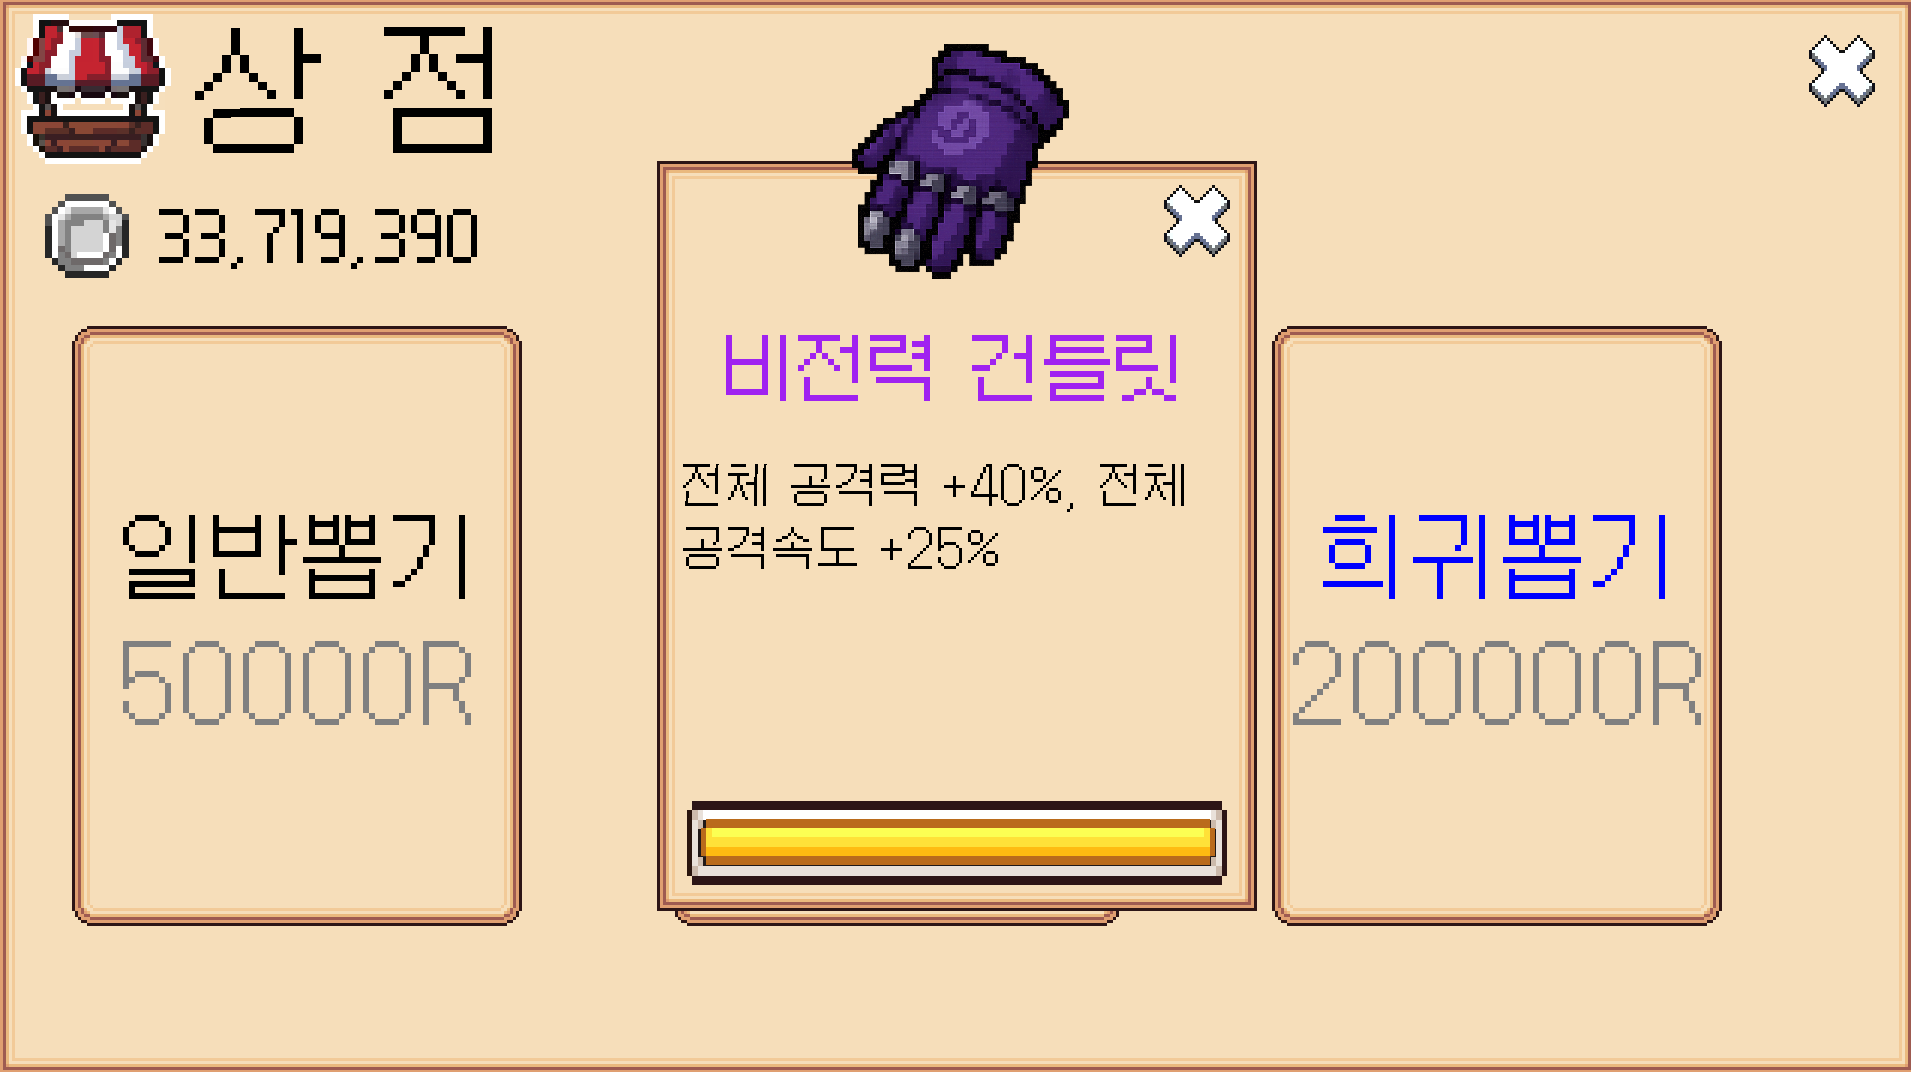 상 점
33,719,390
비전력 건틀릿
전체 공격력 +40%, 전체
공격속도 +25%
일반뽑기
50000R
희귀뽑기
200000R